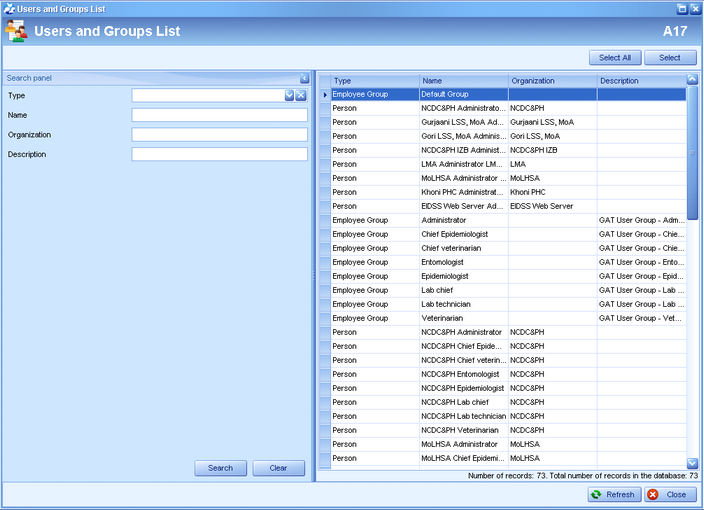 Users and Groups List
Users and Groups List A17
Select All Select
Search panel
Type
Name
Organization
Description
Search Clear
Type Name Organization Description
Employee Group Default Group
Person NCDC&PH Administrato... NCDC&PH
Person Gurjaani LSS, MoA Ad... Gurjaani LSS, MoA
Person Gori LSS, MoA Adminis... Gori LSS, MoA
Person NCDC&PH IZB Administ... NCDC&PH IZB
Person LMA Administrator LM... LMA
Person MoLHSA Administrator ... MoLHSA
Person Khoni PHC Administrat... Khoni PHC
Person EIDSS Web Server Ad... EIDSS Web Server
Employee Group Administrator GAT User Group - Adm...
Employee Group Chief Epidemiologist GAT User Group - Chie...
Employee Group Chief veterinarian GAT User Group - Chie...
Employee Group Entomologist GAT User Group - Ento...
Employee Group Epidemiologist GAT User Group - Epid...
Employee Group Lab chief GAT User Group - Lab ...
Employee Group Lab technician GAT User Group - Lab ...
Employee Group Veterinarian GAT User Group - Vet...
Person NCDC&PH Administrator NCDC&PH
Person NCDC&PH Chief Epide... NCDC&PH
Person NCDC&PH Chief veterin... NCDC&PH
Person NCDC&PH Entomologist NCDC&PH
Person NCDC&PH Epidemiologist NCDC&PH
Person NCDC&PH Lab chief NCDC&PH
Person NCDC&PH Lab technician NCDC&PH
Person NCDC&PH Veterinarian NCDC&PH
Person MoLHSA Administrator MoLHSA
Person MoLHSA Chief Epidemi... MoLHSA
Number of records: 73. Total number of records in the database: 73
Refresh Close